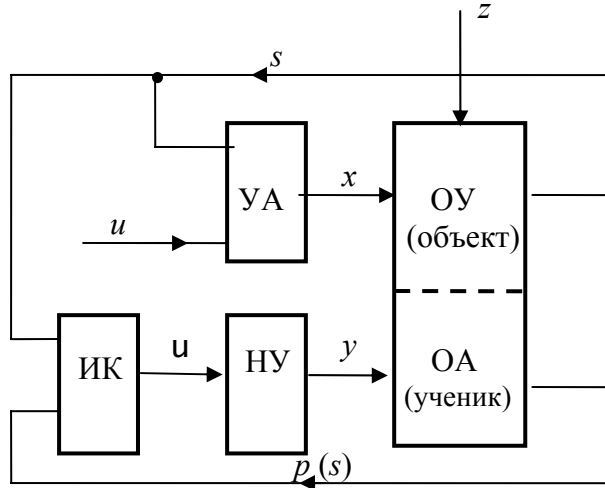 z
s
УА
x
ОУ
(объект)
u
ИК
u
НУ
y
ОА
(ученик)
p (s)